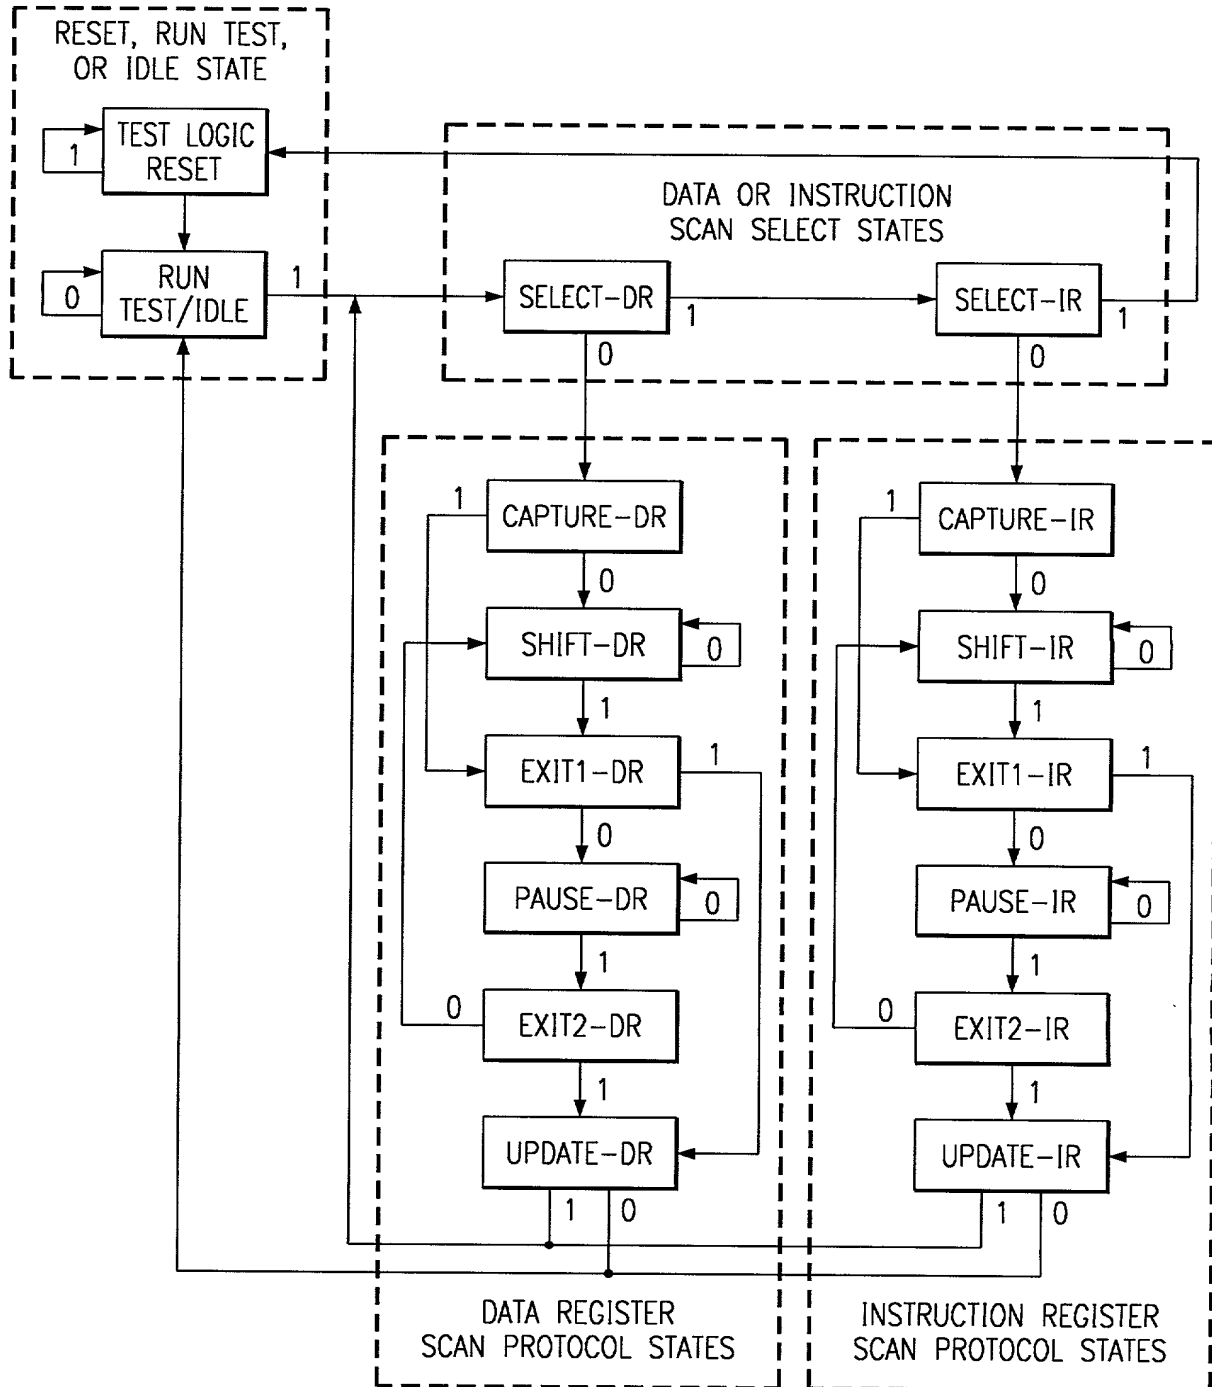 RESET, RUN TEST,
OR IDLE STATE
TEST LOGIC
RESET
1
RUN
TEST/IDLE
0
1
DATA OR INSTRUCTION
SCAN SELECT STATES
SELECT-DR
1
0
SELECT-IR
1
0
1
CAPTURE-DR
0
SHIFT-DR
0
1
EXIT1-DR
1
0
PAUSE-DR
0
1
0
EXIT2-DR
1
UPDATE-DR
1
0
DATA REGISTER
SCAN PROTOCOL STATES
1
CAPTURE-IR
0
SHIFT-IR
0
1
EXIT1-IR
1
0
PAUSE-IR
0
1
0
EXIT2-IR
1
UPDATE-IR
1
0
INSTRUCTION REGISTER
SCAN PROTOCOL STATES